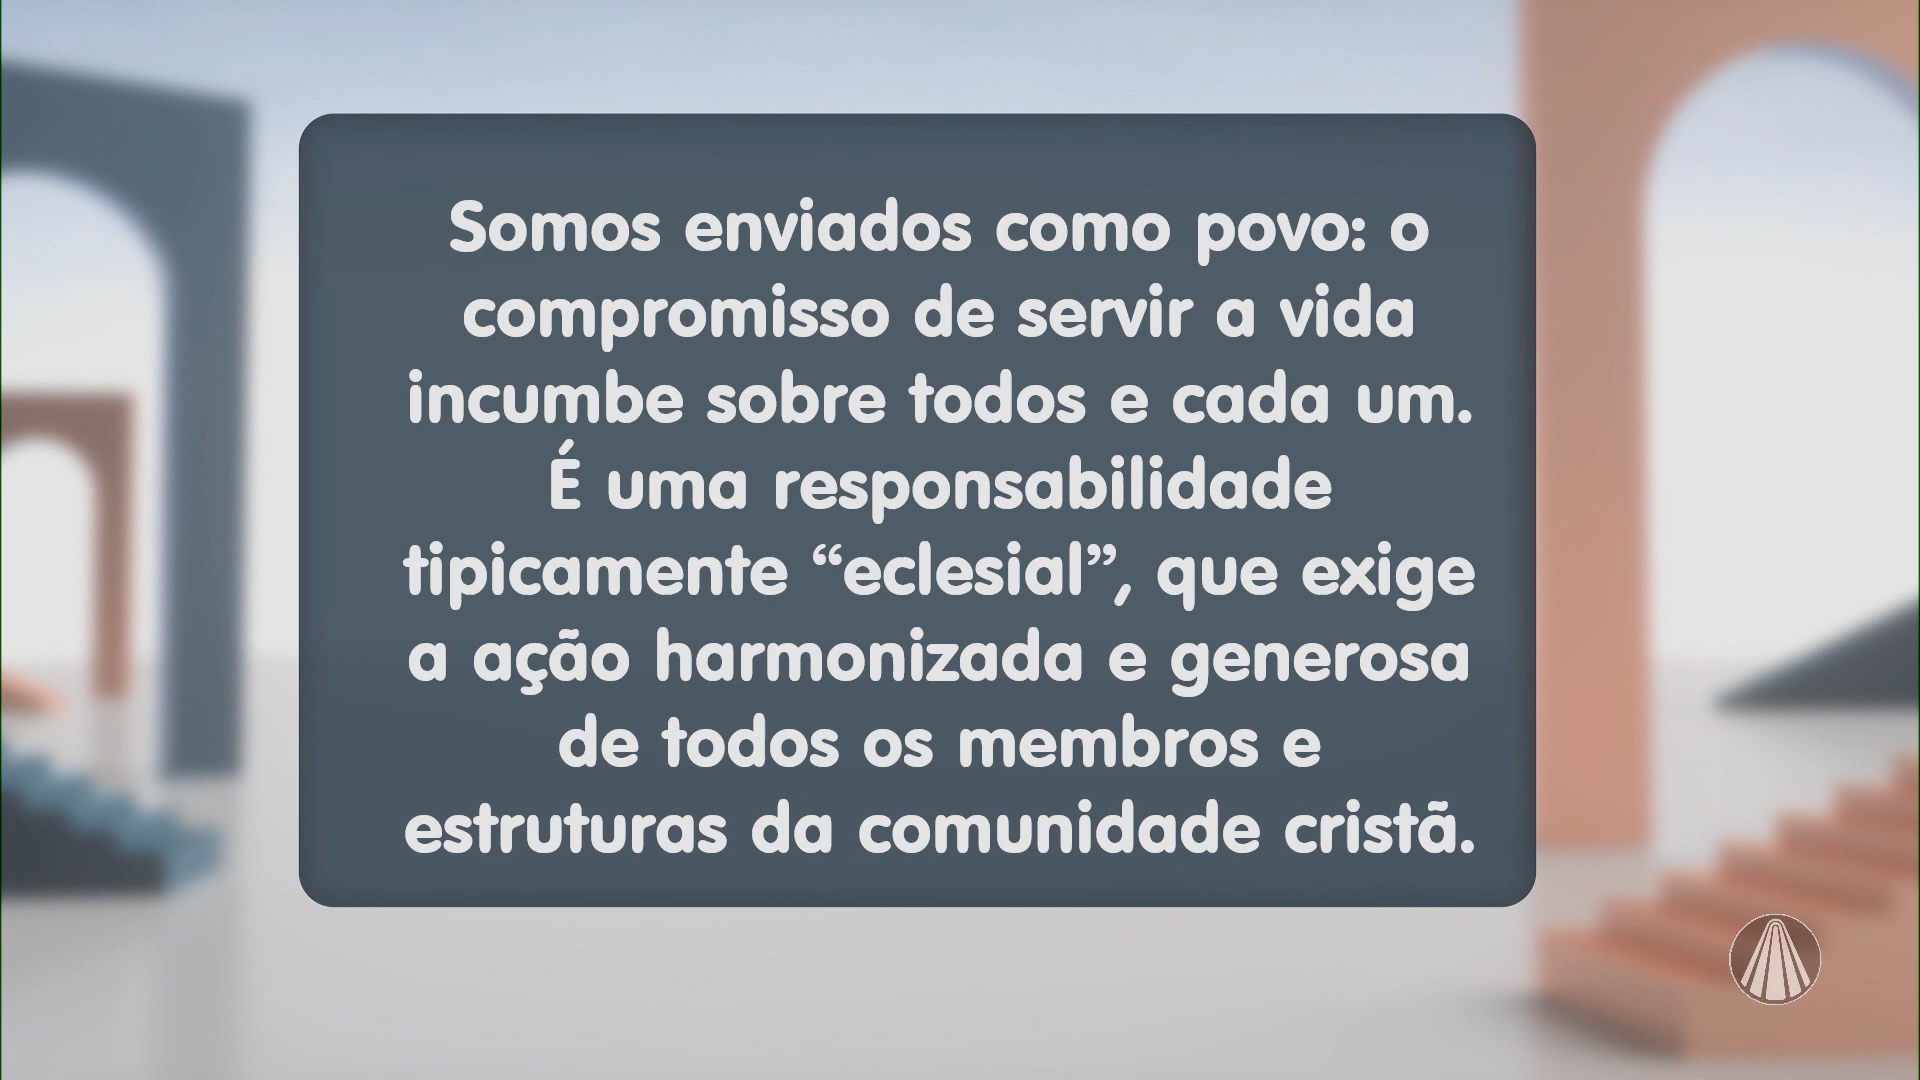 Somos enviados como povo: o
compromisso de servir a vida
incumbe sobre todos e cada um.
É uma responsabilidade
tipicamente “eclesial”, que exige
a ação harmonizada e generosa
de todos os membros e
estruturas da comunidade cristã.